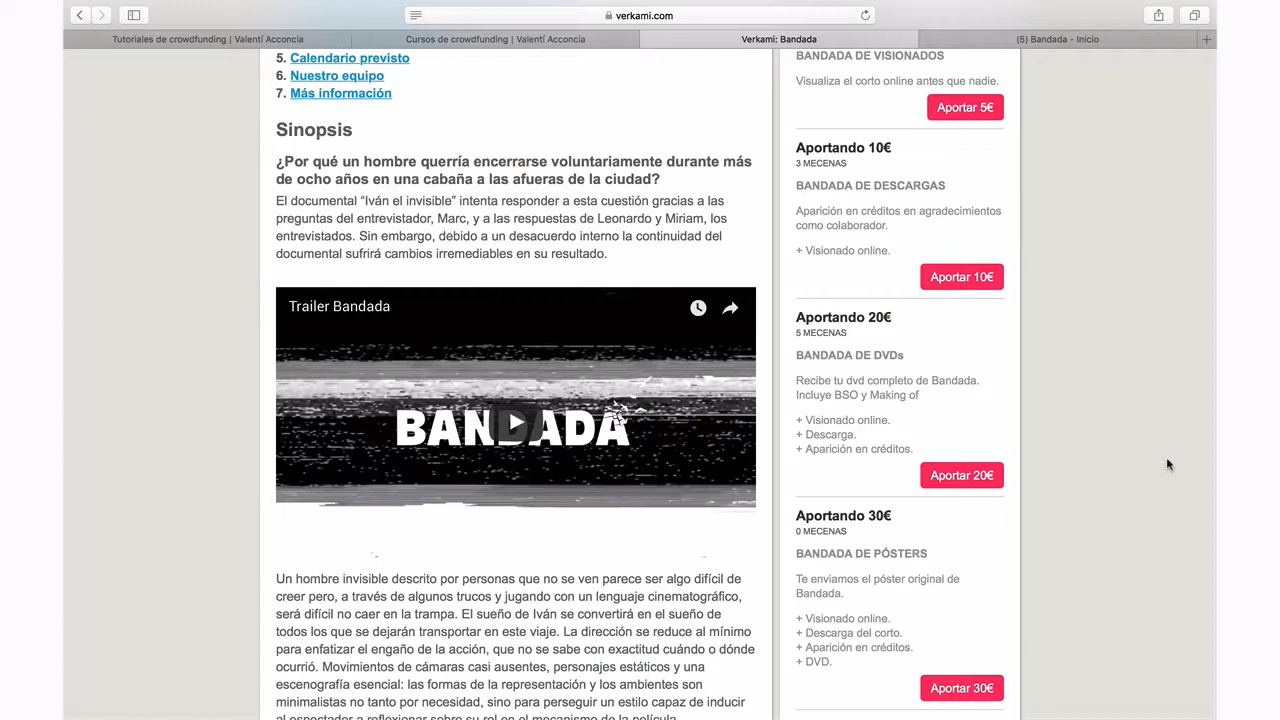 verkami.com
Tutoriales de crowdfunding | Valentí Acconcia
Cursos de crowdfunding | Valentí Acconcia
Verkami: Bandada
(5) Bandada - Inicio
5. Calendario previsto
6. Nuestro equipo
7. Más información
Sinopsis
¿Por qué un hombre querría encerrarse voluntariamente durante más
de ocho años en una cabaña a las afueras de la ciudad?
El documental “Iván el invisible” intenta responder a esta cuestión gracias a las
preguntas del entrevistador, Marc, y a las respuestas de Leonardo y Miriam, los
entrevistados. Sin embargo, debido a un desacuerdo interno la continuidad del
documental sufrirá cambios irremediables en su resultado.
Trailer Bandada
BANDADA
Un hombre invisible descrito por personas que no se ven parece ser algo difícil de
creer pero, a través de algunos trucos y jugando con un lenguaje cinematográfico,
será difícil no caer en la trampa. El sueño de Iván se convertirá en el sueño de
todos los que se dejarán transportar en este viaje. La dirección se reduce al mínimo
para enfatizar el engaño de la acción, que no se sabe con exactitud cuándo o dónde
ocurrió. Movimientos de cámaras casi ausentes, personajes estáticos y una
escenografía esencial: las formas de la representación y los ambientes son
minimalistas no tanto por necesidad, sino para perseguir un estilo capaz de inducir
al espectador a reflexionar sobre su rol en el mecanismo de la película.
BANDADA DE VISIONADOS
Visualiza el corto online antes que nadie.
Aportar 5€
Aportando 10€
3 MECENAS
BANDADA DE DESCARGAS
Aparición en créditos en agradecimientos
como colaborador.
+ Visionado online.
Aportar 10€
Aportando 20€
5 MECENAS
BANDADA DE DVDs
Recibe tu dvd completo de Bandada.
Incluye BSO y Making of
+ Visionado online.
+ Descarga.
+ Aparición en créditos.
Aportar 20€
Aportando 30€
0 MECENAS
BANDADA DE PÓSTERS
Te enviamos el póster original de
Bandada.
+ Visionado online.
+ Descarga del corto.
+ Aparición en créditos.
+ DVD.
Aportar 30€